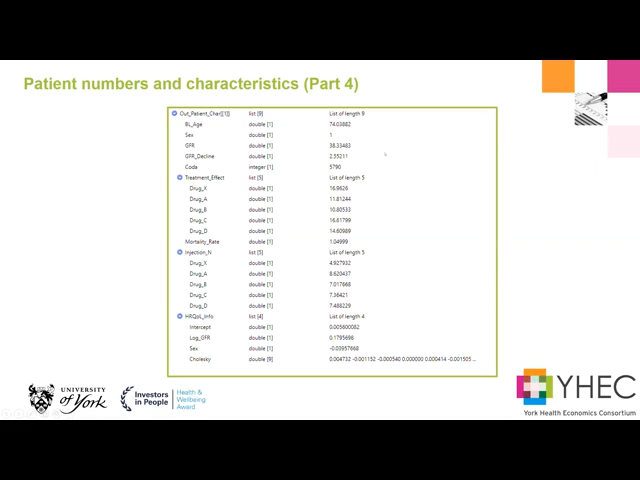 Patient numbers and characteristics (Part 4)
Out_Patient_Char[[1]] list [9] List of length 9
BL_Age double [1] 74.03882
Sex double [1] 1
GFR double [1] 38.33483
GFR_Decline double [1] 2.55211
Coda integer [1] 5790
Treatment_Effect list [5] List of length 5
Drug_X double [1] 16.9626
Drug_A double [1] 11.81244
Drug_B double [1] 10.80533
Drug_C double [1] 16.61799
Drug_D double [1] 14.60989
Mortality_Rate double [1] 1.04999
Injection_N list [5] List of length 5
Drug_X double [1] 4.927932
Drug_A double [1] 8.620437
Drug_B double [1] 7.017668
Drug_C double [1] 7.36421
Drug_D double [1] 7.488229
HRQoL_Info list [4] List of length 4
Intercept double [1] 0.005600082
Log_GFR double [1] 0.1795698
Sex double [1] -0.03957668
Cholesky double [9] 0.004732 -0.001152 -0.000540 0.000000 0.000414 -0.001505 ...
UNIVERSITY
of York
Investors
in People
Health &
Wellbeing
Award
YHEC
York Health Economics Consortium